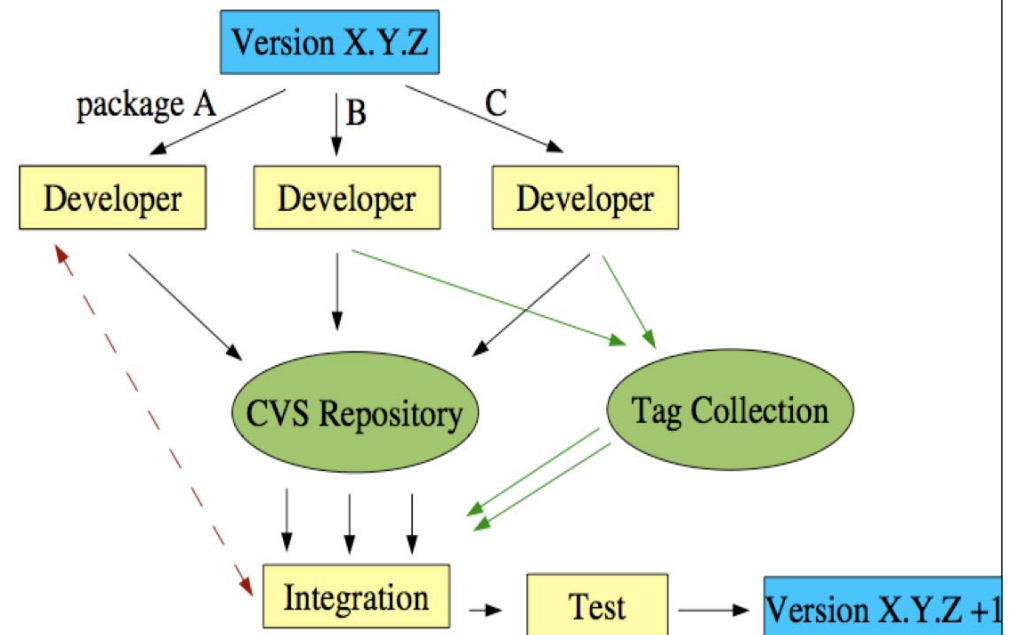 Version X.Y.Z
package A
B
C
Developer
Developer
Developer
CVS Repository
Tag Collection
Integration
Test
Version X.Y.Z +1